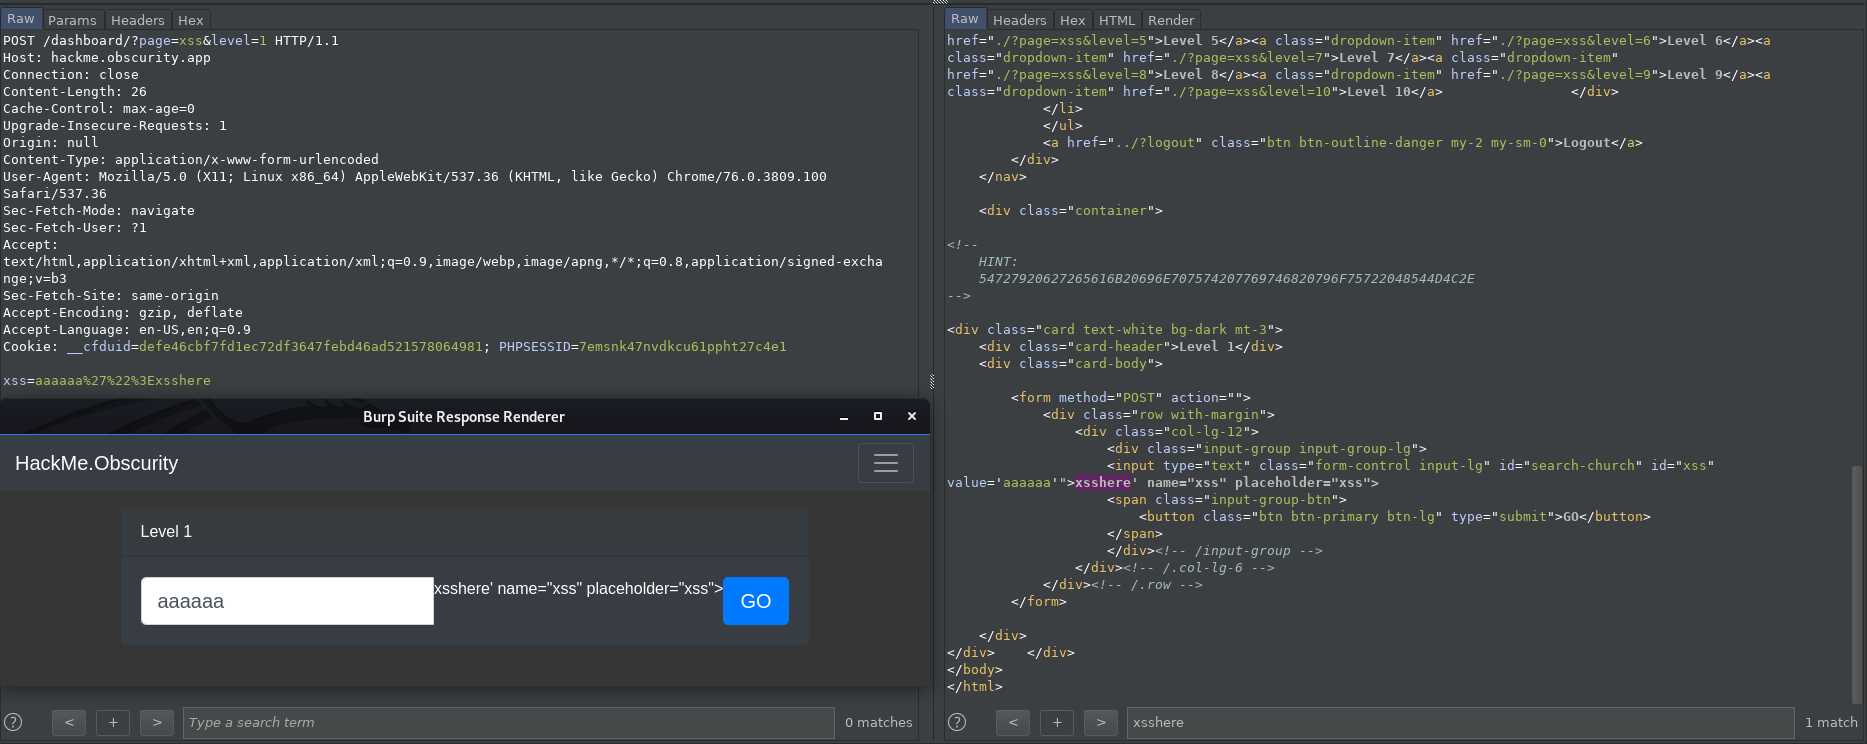 Raw Params Headers Hex
POST /dashboard/?page=xss&level=1 HTTP/1.1
Host: hackme.obscurity.app
Connection: close
Content-Length: 26
Cache-Control: max-age=0
Upgrade-Insecure-Requests: 1
Origin: null
Content-Type: application/x-www-form-urlencoded
User-Agent: Mozilla/5.0 (X11; Linux x86_64) AppleWebKit/537.36 (KHTML, like Gecko) Chrome/76.0.3809.100
Safari/537.36
Sec-Fetch-Mode: navigate
Sec-Fetch-User: ?1
Accept:
text/html,application/xhtml+xml,application/xml;q=0.9,image/webp,image/apng,*/*;q=0.8,application/signed-excha
nge;v=b3
Sec-Fetch-Site: same-origin
Accept-Encoding: gzip, deflate
Accept-Language: en-US,en;q=0.9
Cookie: __cfduid=defe46cbf7fd1ec72df3647febd46ad521578064981; PHPSESSID=7emsnk47nvdkcu61ppht27c4e1
xss=aaaaaa%27%22%3Exsshere
Burp Suite Response Renderer
HackMe.Obscurity
Level 1
aaaaaa xsshere' name="xss" placeholder="xss"> GO
? < + > Type a search term 0 matches
Raw Headers Hex HTML Render
href="./?page=xss&level=5">Level 5</a><a class="dropdown-item" href="./?page=xss&level=6">Level 6</a><a
class="dropdown-item" href="./?page=xss&level=7">Level 7</a><a class="dropdown-item"
href="./?page=xss&level=8">Level 8</a><a class="dropdown-item" href="./?page=xss&level=9">Level 9</a><a
class="dropdown-item" href="./?page=xss&level=10">Level 10</a> </div>
</li>
</ul>
<a href="../?logout" class="btn btn-outline-danger my-2 my-sm-0">Logout</a>
</div>
</nav>
<div class="container">
<!--
HINT:
54727920627265616B20696E707574207769746820796F75722048544D4C2E
-->
<div class="card text-white bg-dark mt-3">
<div class="card-header">Level 1</div>
<div class="card-body">
<form method="POST" action="">
<div class="row with-margin">
<div class="col-lg-12">
<div class="input-group input-group-lg">
<input type="text" class="form-control input-lg" id="search-church" id="xss"
value='aaaaaa'">xsshere' name="xss" placeholder="xss">
<span class="input-group-btn">
<button class="btn btn-primary btn-lg" type="submit">GO</button>
</span>
</div><!-- /input-group -->
</div><!-- /.col-lg-6 -->
</div><!-- /.row -->
</form>
</div>
</div> </div>
</body>
</html>
? < + > xsshere 1 match